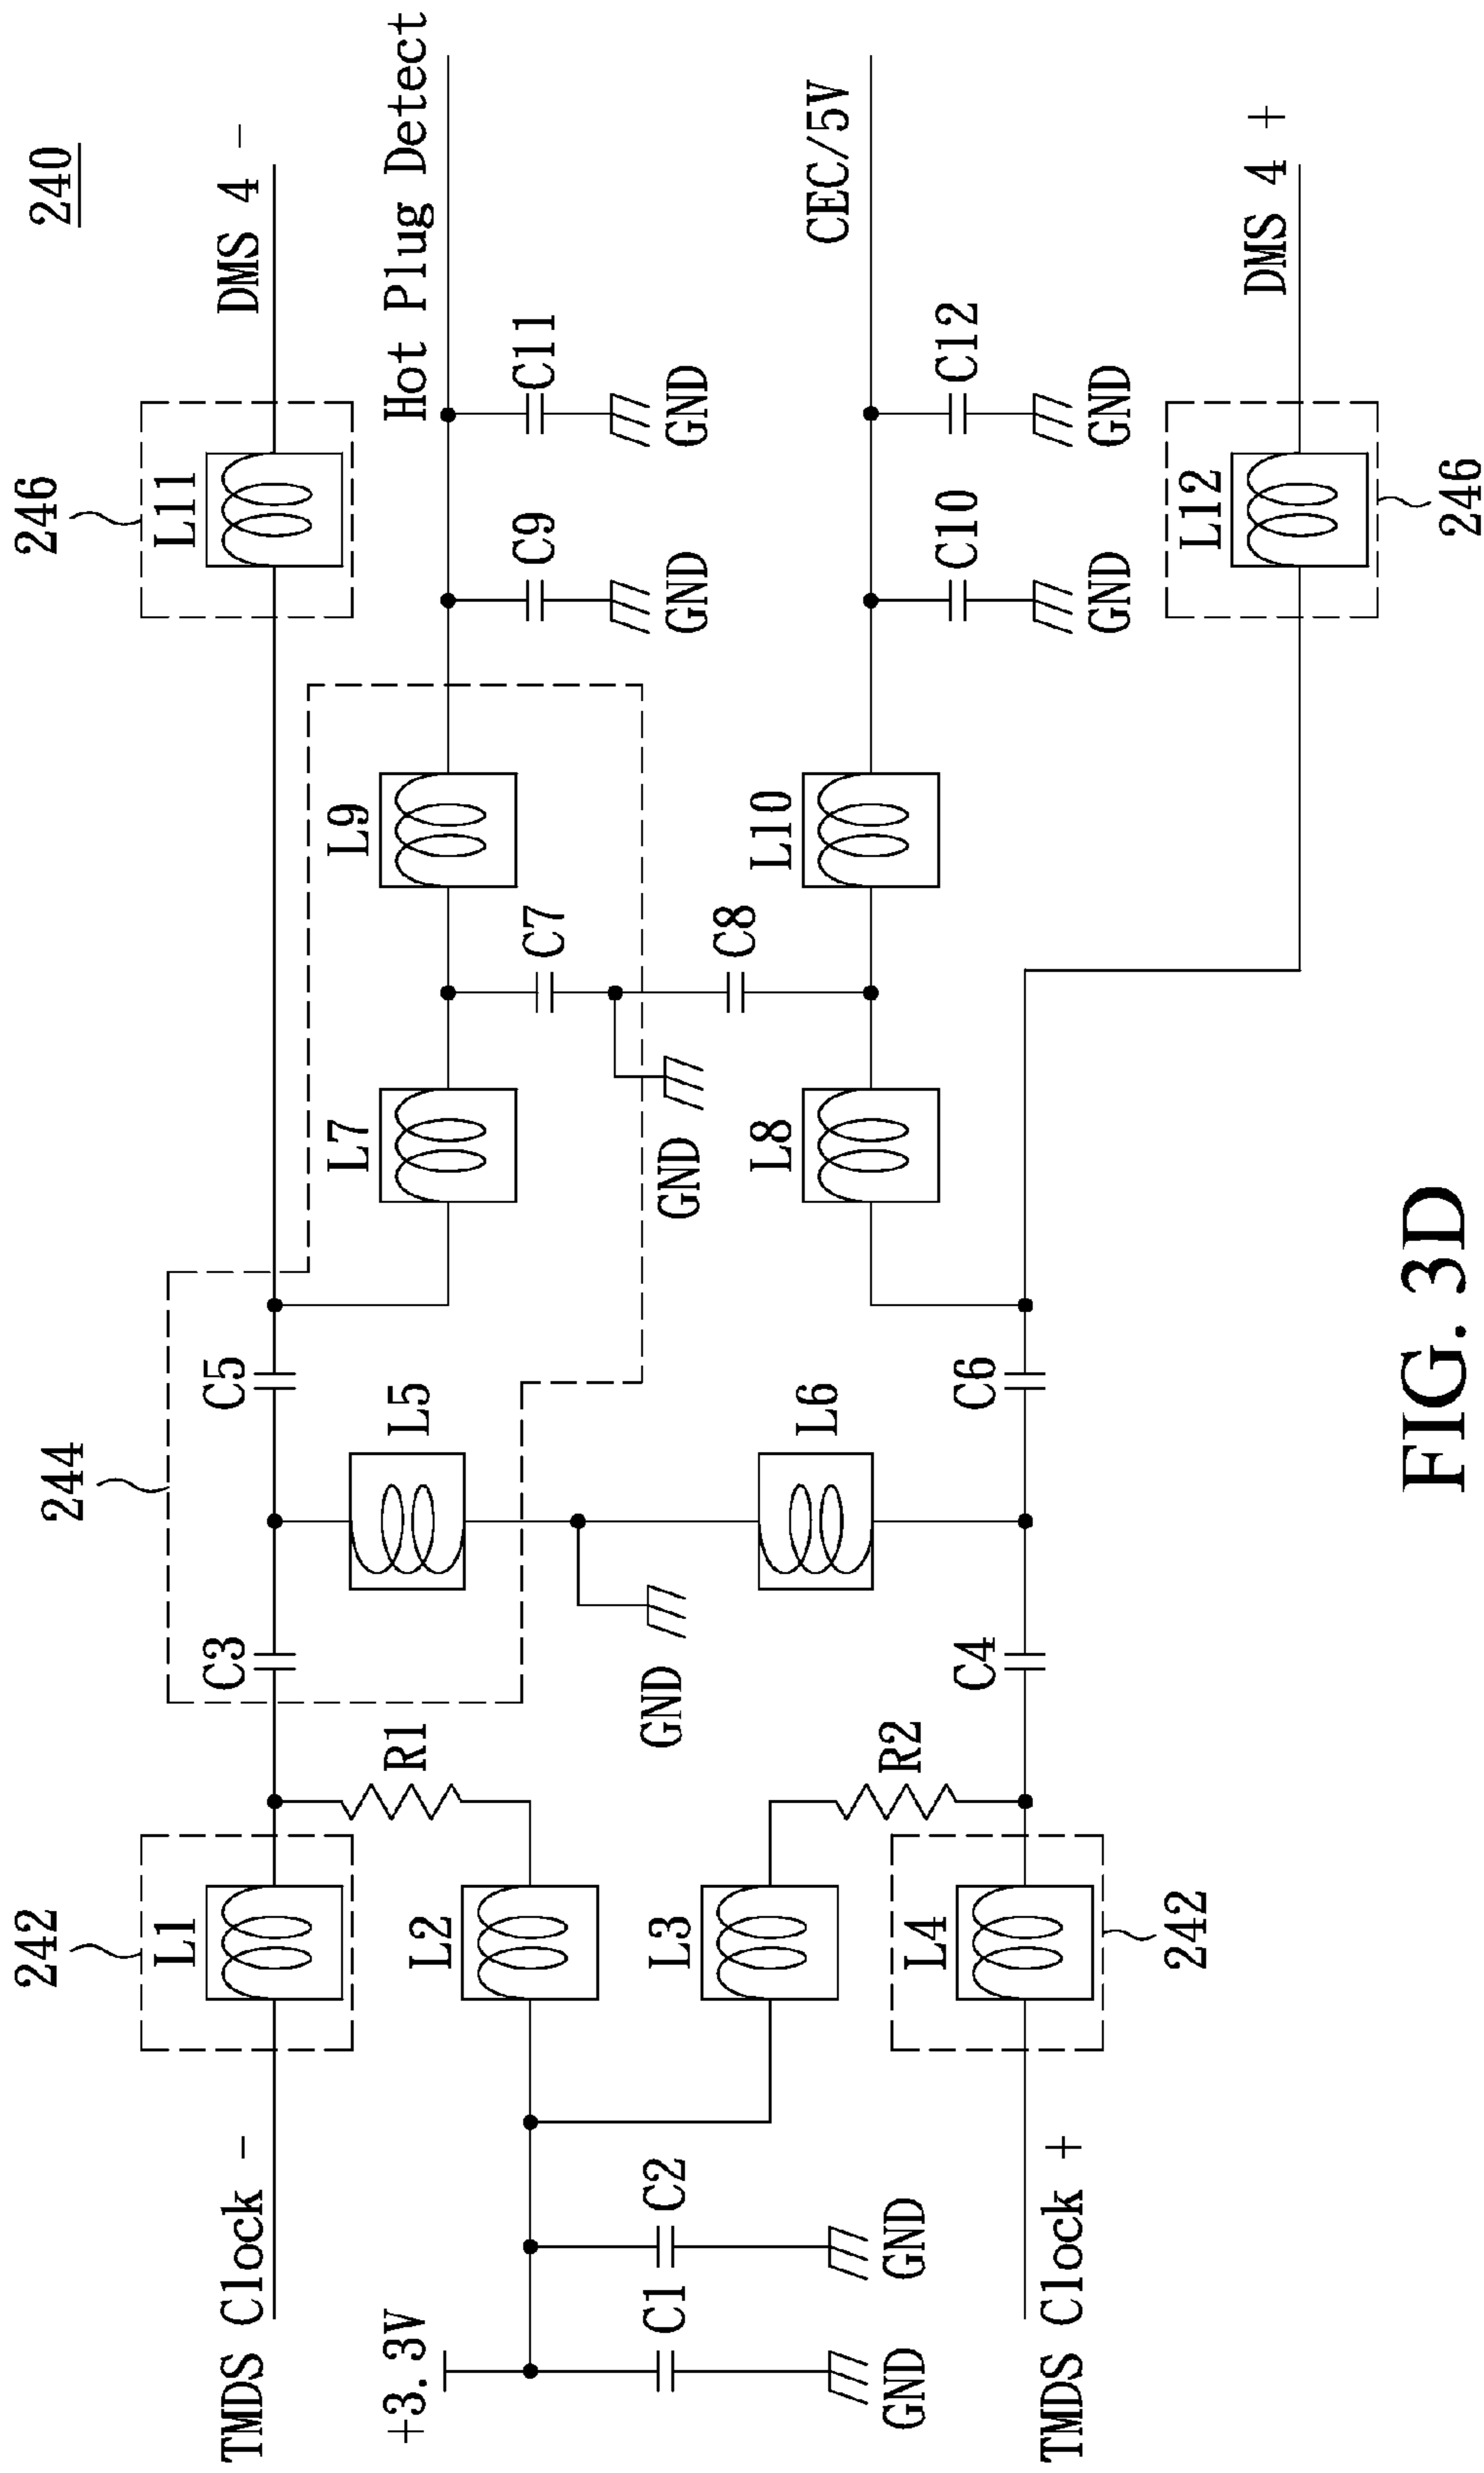 240
246
DMS 4 -
L11
Hot Plug Detect
C11
GND
C9
GND
CEC/5V
C12
GND
C10
GND
DMS 4 +
L12
246
244
L9
C7
L7
GND
C8
L10
L8
C5
L5
C3
L6
C6
GND
C4
242
L1
R1
L2
L3
R2
L4
242
TMDS Clock -
+3.3V
C2
GND
C1
GND
TMDS Clock +
FIG. 3D